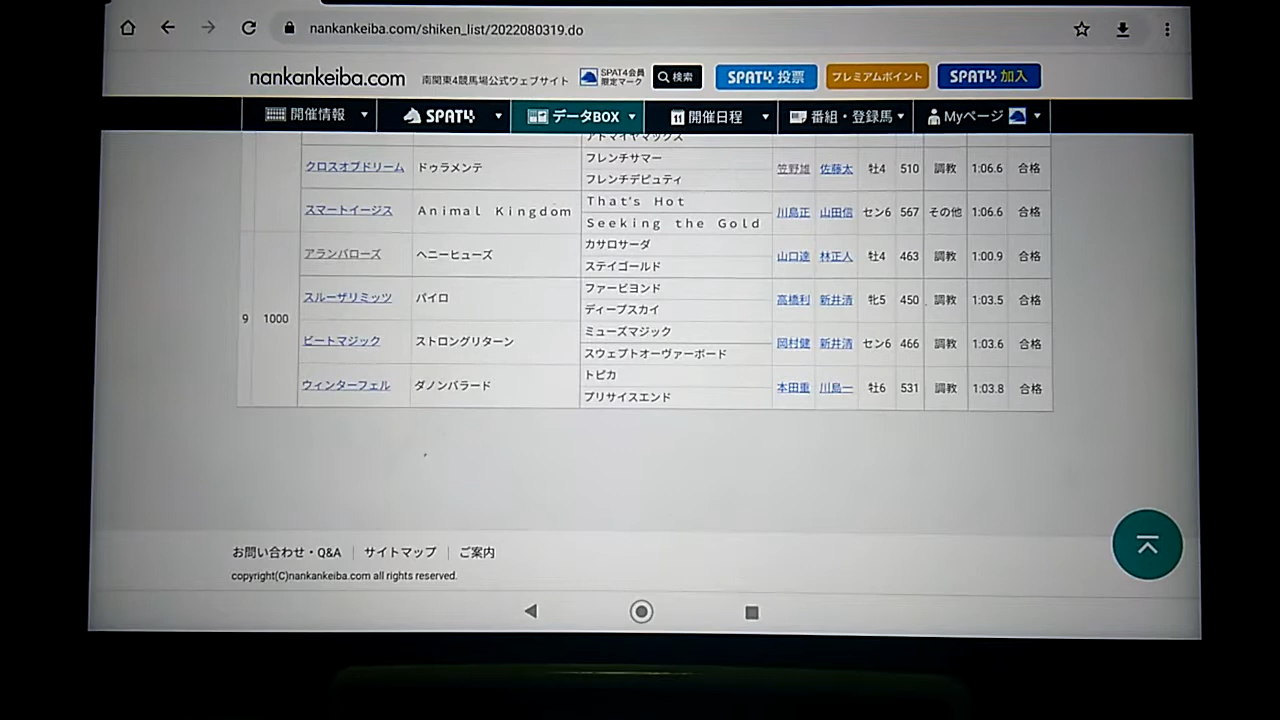 nankankeiba.com/shiken_list/2022080319.do
nankankeiba.com 南関東4競馬場公式ウェブサイト SPAT4会員限定マーク 検索 SPAT4 投票 プレミアムポイント SPAT4 加入
開催情報 SPAT4 データBOX 開催日程 番組・登録馬 Myページ
アドマイヤマックス
クロスオブドリーム ドゥラメンテ フレンチサマー フレンチデピュティ 笠野雄 佐藤太 牡4 510 調教 1:06.6 合格
スマートイージス Animal Kingdom That's Hot Seeking the Gold 川島正 山田信 セン6 567 その他 1:06.6 合格
アランバローズ ヘニーヒューズ カサロサーダ ステイゴールド 山口達 林正人 牡4 463 調教 1:00.9 合格
スルーザリミッツ パイロ ファービヨンド ディープスカイ 高橋利 新井清 牝5 450 調教 1:03.5 合格
9 1000
ビートマジック ストロングリターン ミューズマジック スウェプトオーヴァーボード 岡村健 新井清 セン6 466 調教 1:03.6 合格
ウィンターフェル ダノンバラード トピカ プリサイスエンド 本田重 川島一 牡6 531 調教 1:03.8 合格
お問い合わせ・Q&A サイトマップ ご案内
copyright(C)nankankeiba.com all rights reserved.